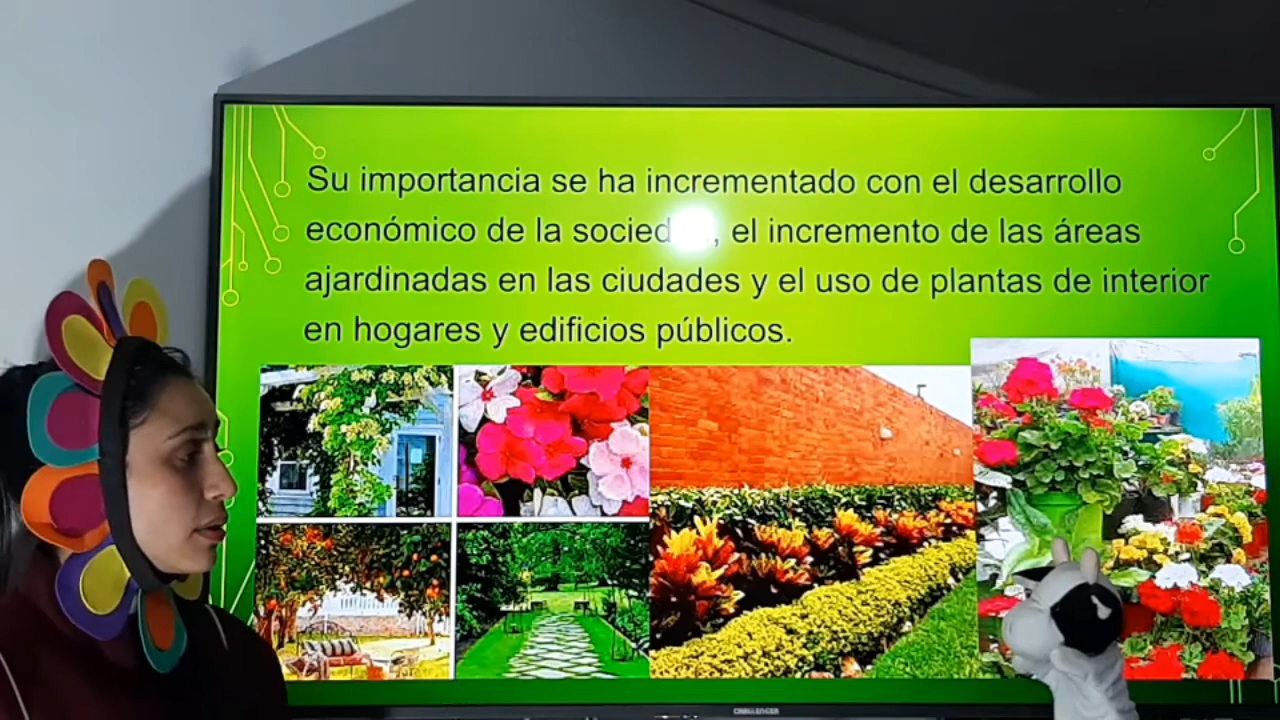 Su importancia se ha incrementado con el desarrollo
económico de la , el incremento de las áreas
ajardinadas en las ciudades y el uso de plantas de interior
en hogares y edificios públicos.
CHALLENGER